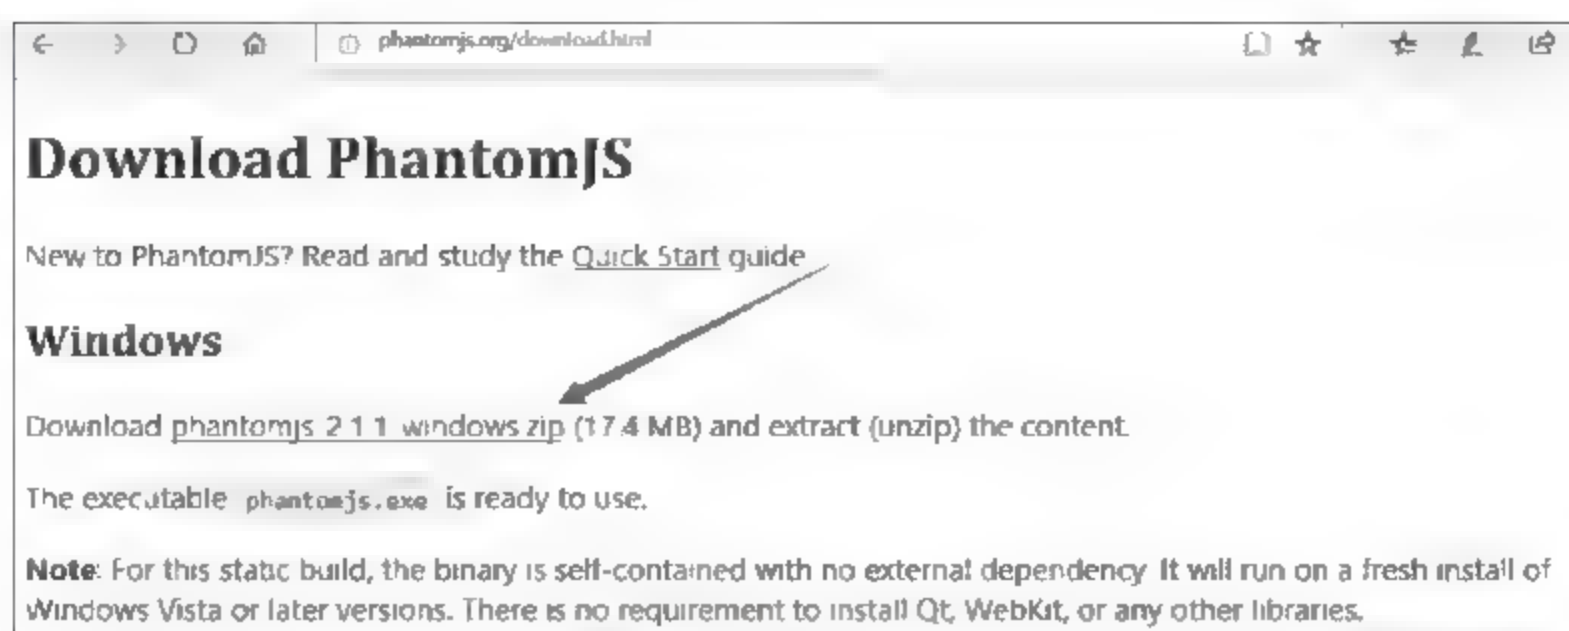 phantomjs.org/download.html
Download PhantomJS
New to PhantomJS? Read and study the Quick Start guide
Windows
Download phantomjs 2 1 1 windows zip (17.4 MB) and extract (unzip) the content.
The executable phantomjs.exe is ready to use.
Note: For this static build, the binary is self-contained with no external dependency. It will run on a fresh install of
Windows Vista or later versions. There is no requirement to install Qt, WebKit, or any other libraries.